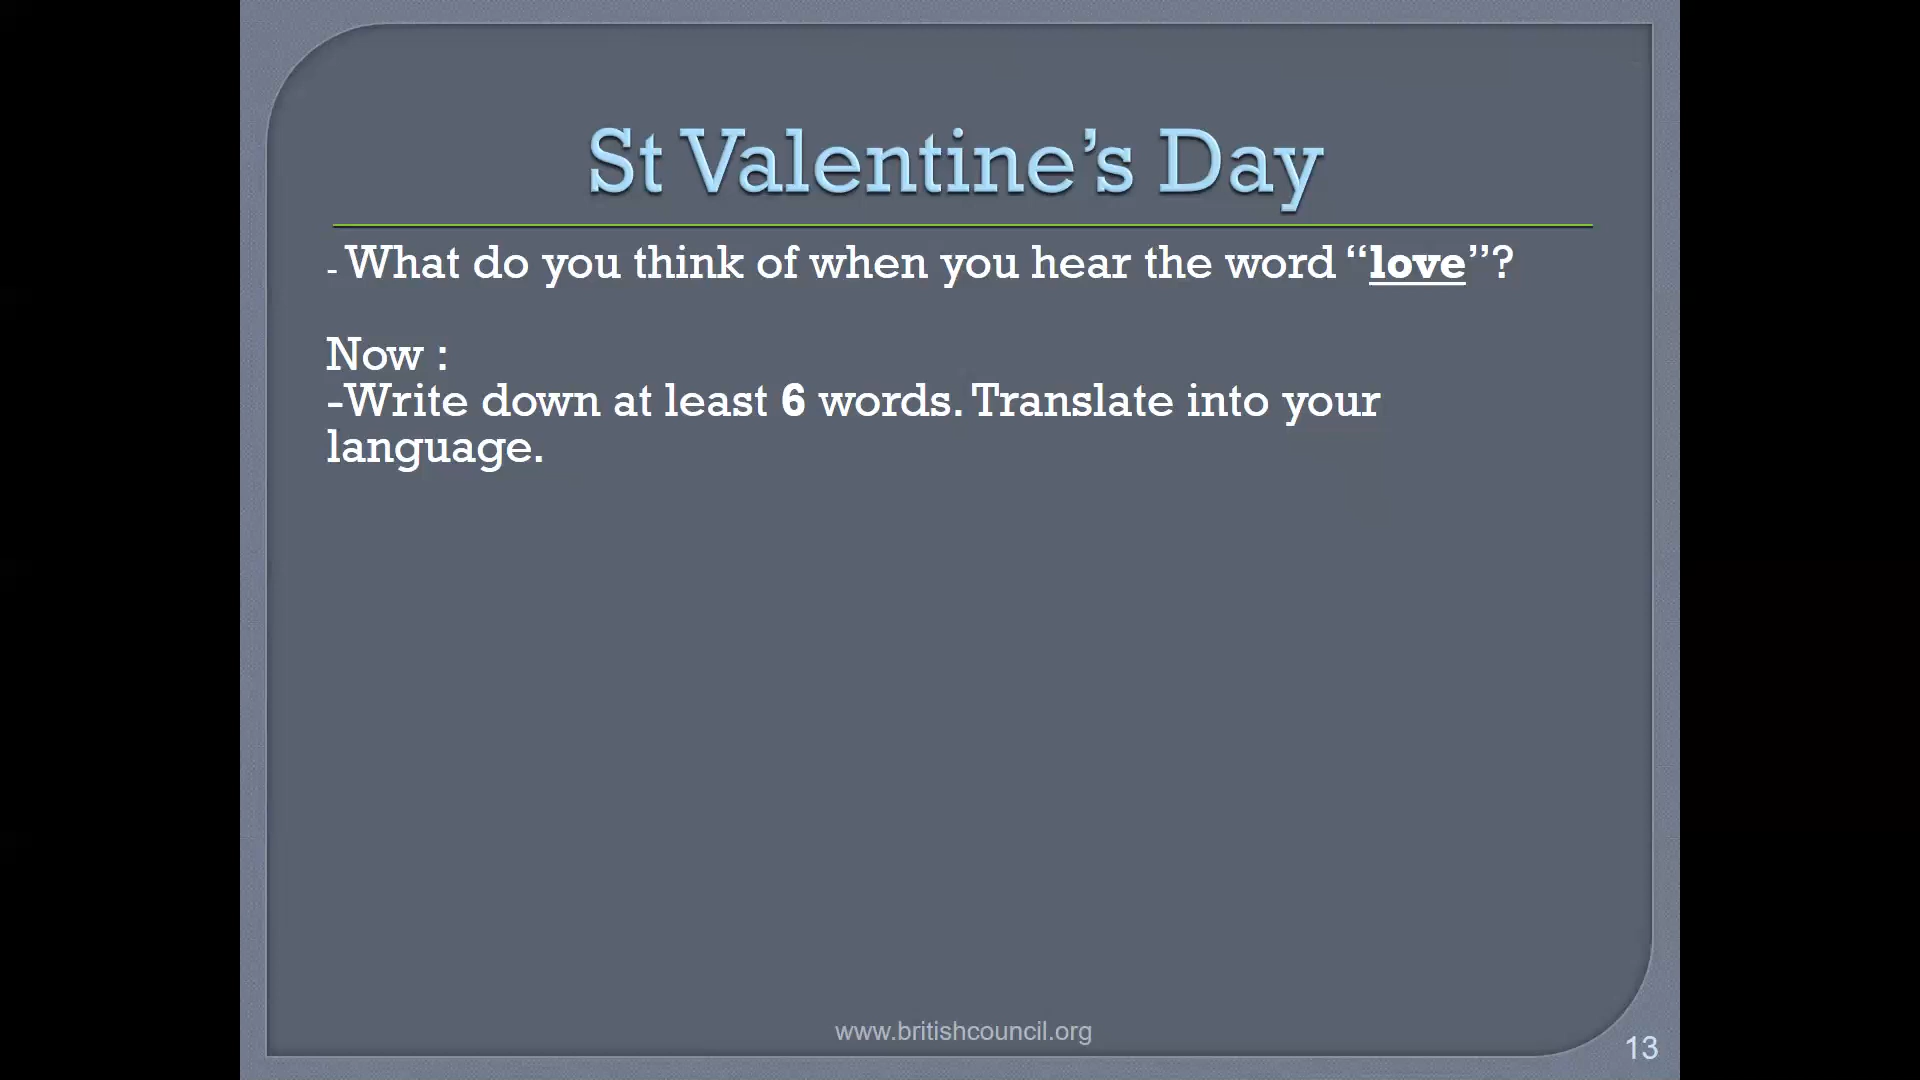 St Valentine’s Day
- What do you think of when you hear the word “love”?
Now :
-Write down at least 6 words. Translate into your
language.
www.britishcouncil.org
13